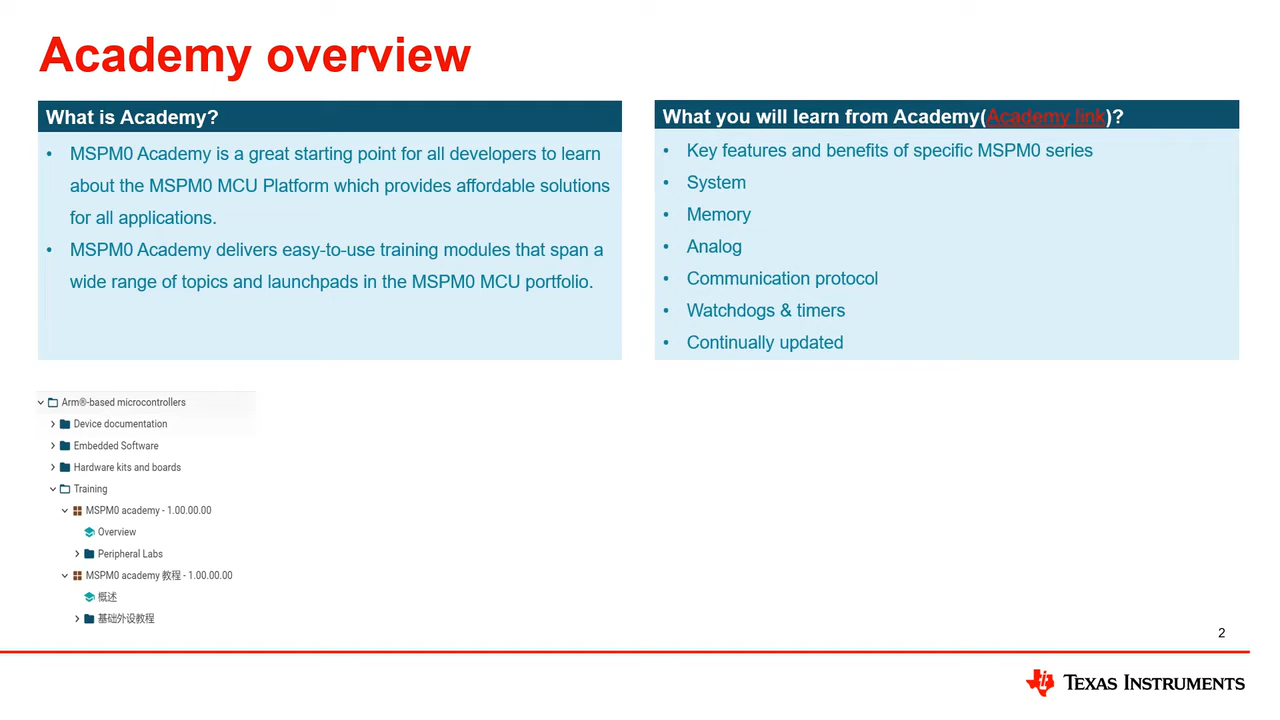 Academy overview
What is Academy?
• MSPM0 Academy is a great starting point for all developers to learn
about the MSPM0 MCU Platform which provides affordable solutions
for all applications.
• MSPM0 Academy delivers easy-to-use training modules that span a
wide range of topics and launchpads in the MSPM0 MCU portfolio.
What you will learn from Academy(Academy link)?
• Key features and benefits of specific MSPM0 series
• System
• Memory
• Analog
• Communication protocol
• Watchdogs & timers
• Continually updated
Arm®-based microcontrollers
Device documentation
Embedded Software
Hardware kits and boards
Training
MSPM0 academy - 1.00.00.00
Overview
Peripheral Labs
MSPM0 academy 教程 - 1.00.00.00
概述
基础外设教程
2
TEXAS INSTRUMENTS